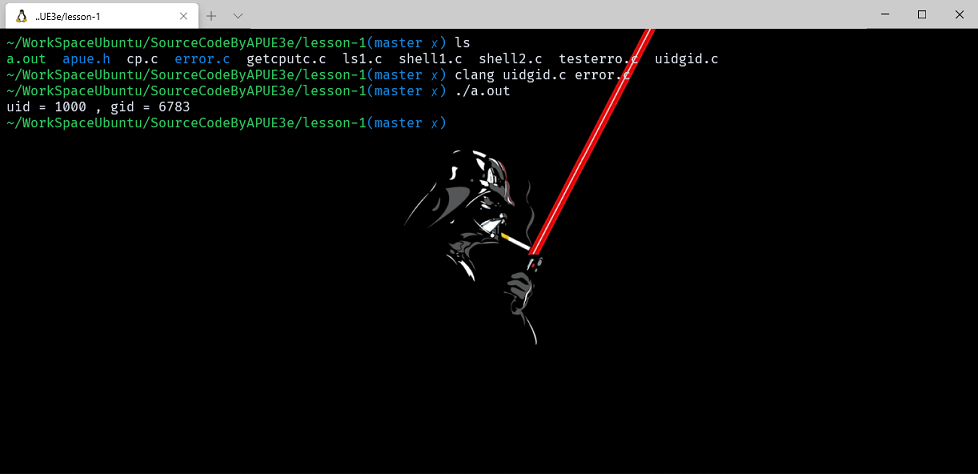 ..UE3e/lesson-1
~/WorkSpaceUbuntu/SourceCodeByAPUE3e/lesson-1(master ✗) ls
a.out apue.h cp.c error.c getcputc.c ls1.c shell1.c shell2.c testerro.c uidgid.c
~/WorkSpaceUbuntu/SourceCodeByAPUE3e/lesson-1(master ✗) clang uidgid.c error.c
~/WorkSpaceUbuntu/SourceCodeByAPUE3e/lesson-1(master ✗) ./a.out
uid = 1000 , gid = 6783
~/WorkSpaceUbuntu/SourceCodeByAPUE3e/lesson-1(master ✗)